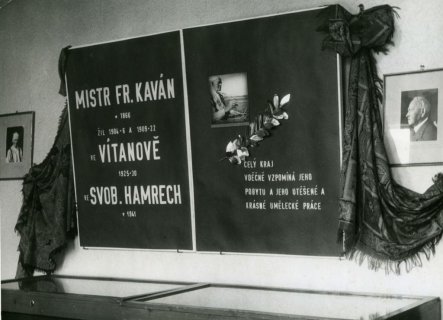 MISTR FR. KAVÁN
* 1866
ŽIL 1904-6 A 1909-22
VE VÍTANOVĚ
1925-30
VE SVOB. HAMRECH
† 1941
CELÝ KRAJ
VDĚČNĚ VZPOMÍNÁ JEHO
POBYTU A JEHO UTĚŠENÉ A
KRÁSNÉ UMĚLECKÉ PRÁCE